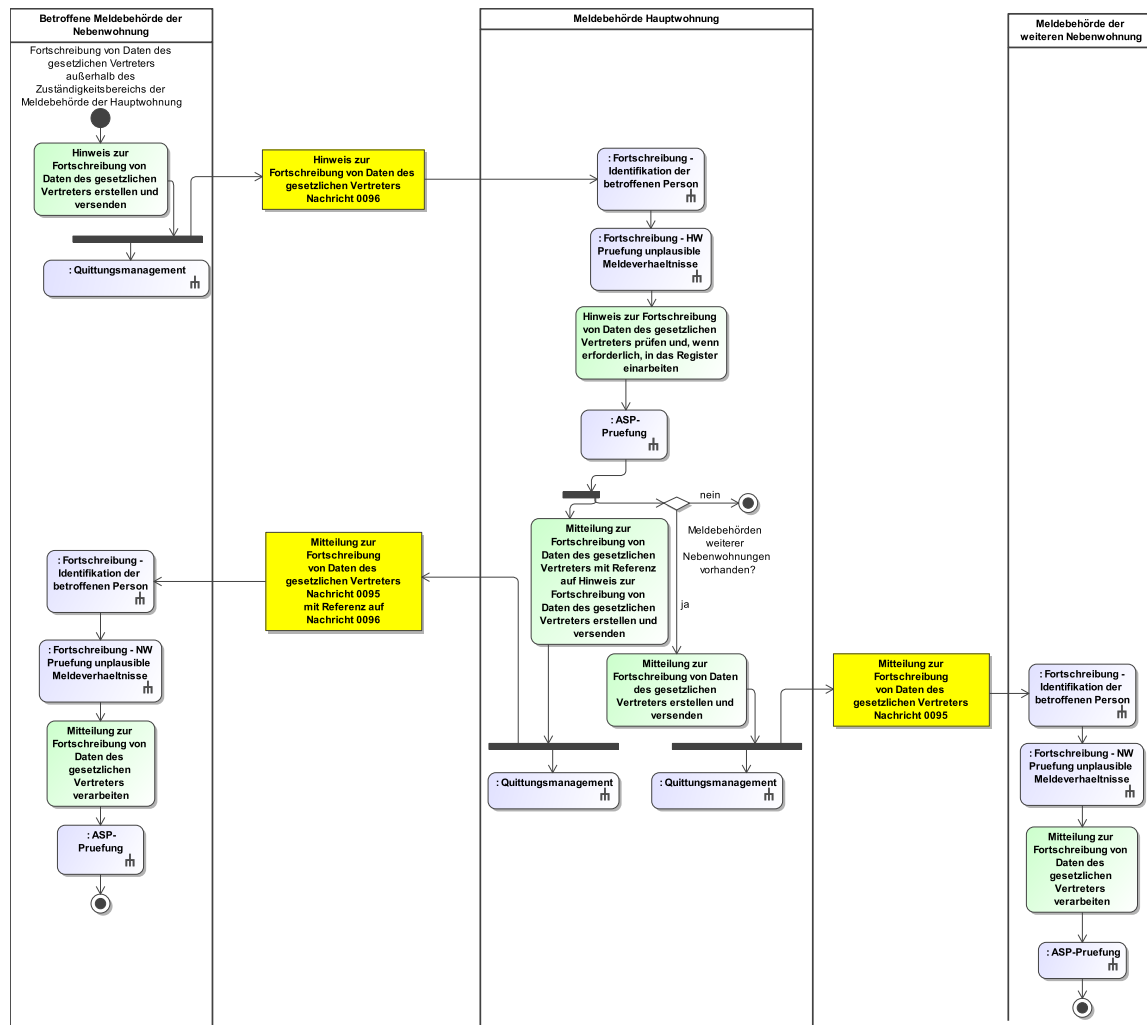 Betroffene Meldebehörde der
Nebenwohnung
Fortschreibung von Daten des
gesetzlichen Vertreters
außerhalb des
Zuständigkeitsbereichs der
Meldebehörde der Hauptwohnung
Hinweis zur
Fortschreibung von
Daten des gesetzlichen
Vertreters erstellen und
versenden
: Quittungsmanagement
Hinweis zur
Fortschreibung von Daten des
gesetzlichen Vertreters
Nachricht 0096
Meldebehörde Hauptwohnung
: Fortschreibung -
Identifikation der
betroffenen Person
: Fortschreibung - HW
Pruefung unplausible
Meldeverhaeltnisse
Hinweis zur Fortschreibung
von Daten des gesetzlichen
Vertreters prüfen und, wenn
erforderlich, in das Register
einarbeiten
: ASP-
Pruefung
nein
Meldebehörden
weiterer
Nebenwohnungen
vorhanden?
ja
Mitteilung zur
Fortschreibung von
Daten des gesetzlichen
Vertreters mit Referenz
auf Hinweis zur
Fortschreibung von
Daten des gesetzlichen
Vertreters erstellen und
versenden
Mitteilung zur
Fortschreibung von Daten
des gesetzlichen
Vertreters erstellen und
versenden
: Quittungsmanagement
: Quittungsmanagement
Mitteilung zur
Fortschreibung
von Daten des
gesetzlichen Vertreters
Nachricht 0095
mit Referenz auf
Nachricht 0096
: Fortschreibung -
Identifikation der
betroffenen Person
: Fortschreibung - NW
Pruefung unplausible
Meldeverhaeltnisse
Mitteilung zur
Fortschreibung von
Daten des
gesetzlichen
Vertreters
verarbeiten
: ASP-
Pruefung
Mitteilung zur
Fortschreibung
von Daten des
gesetzlichen Vertreters
Nachricht 0095
Meldebehörde der
weiteren Nebenwohnung
: Fortschreibung -
Identifikation der
betroffenen Person
: Fortschreibung - NW
Pruefung unplausible
Meldeverhaeltnisse
Mitteilung zur
Fortschreibung von
Daten des
gesetzlichen
Vertreters
verarbeiten
: ASP-Pruefung